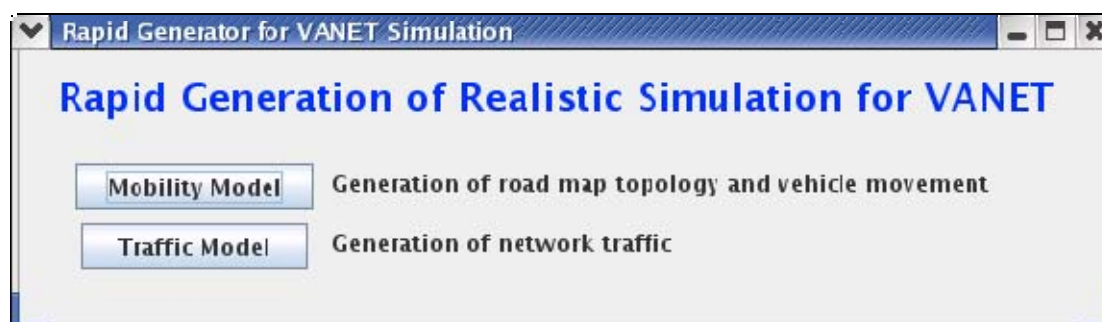 Rapid Generator for VANET Simulation
Rapid Generation of Realistic Simulation for VANET
Mobility Model Generation of road map topology and vehicle movement
Traffic Model Generation of network traffic